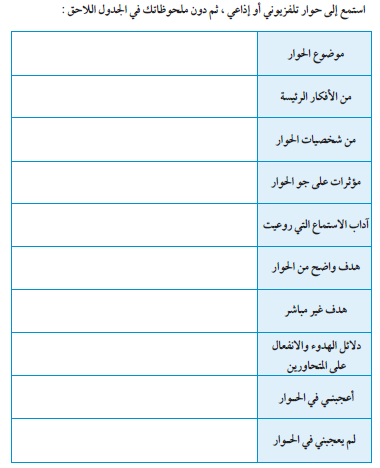 استمع إلى حوار تلفزيوني أو إذاعي ، ثم دون ملحوظاتك في الجدول اللاحق :
موضوع الحوار
من الأفكار الرئيسة
من شخصيات الحوار
مؤثرات على جو الحوار
آداب الاستماع التي روعيت
هدف واضح من الحوار
هدف غير مباشر
دلائل الهدوء والانفعال
على المتحاورين
أعجبني في الحوار
لم يعجبني في الحوار